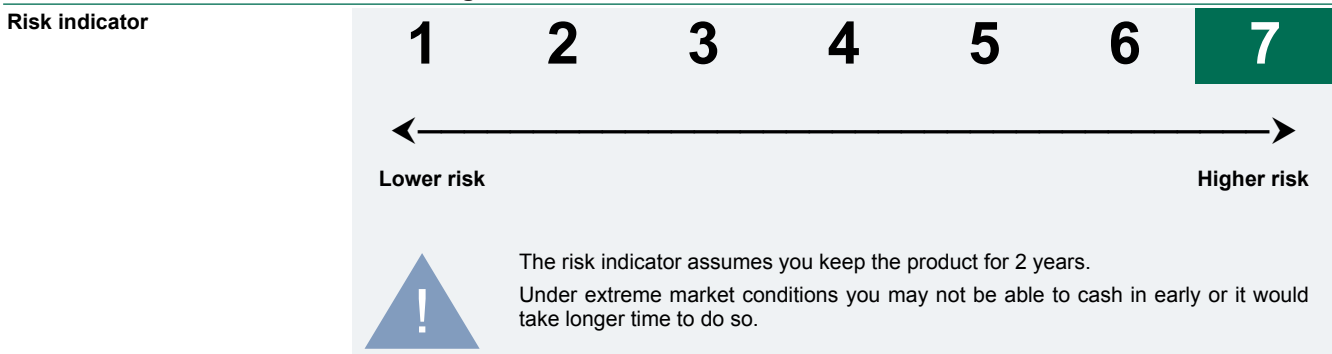 Risk indicator
1 2 3 4 5 6 7
Lower risk Higher risk
!
The risk indicator assumes you keep the product for 2 years.
Under extreme market conditions you may not be able to cash in early or it would
take longer time to do so.